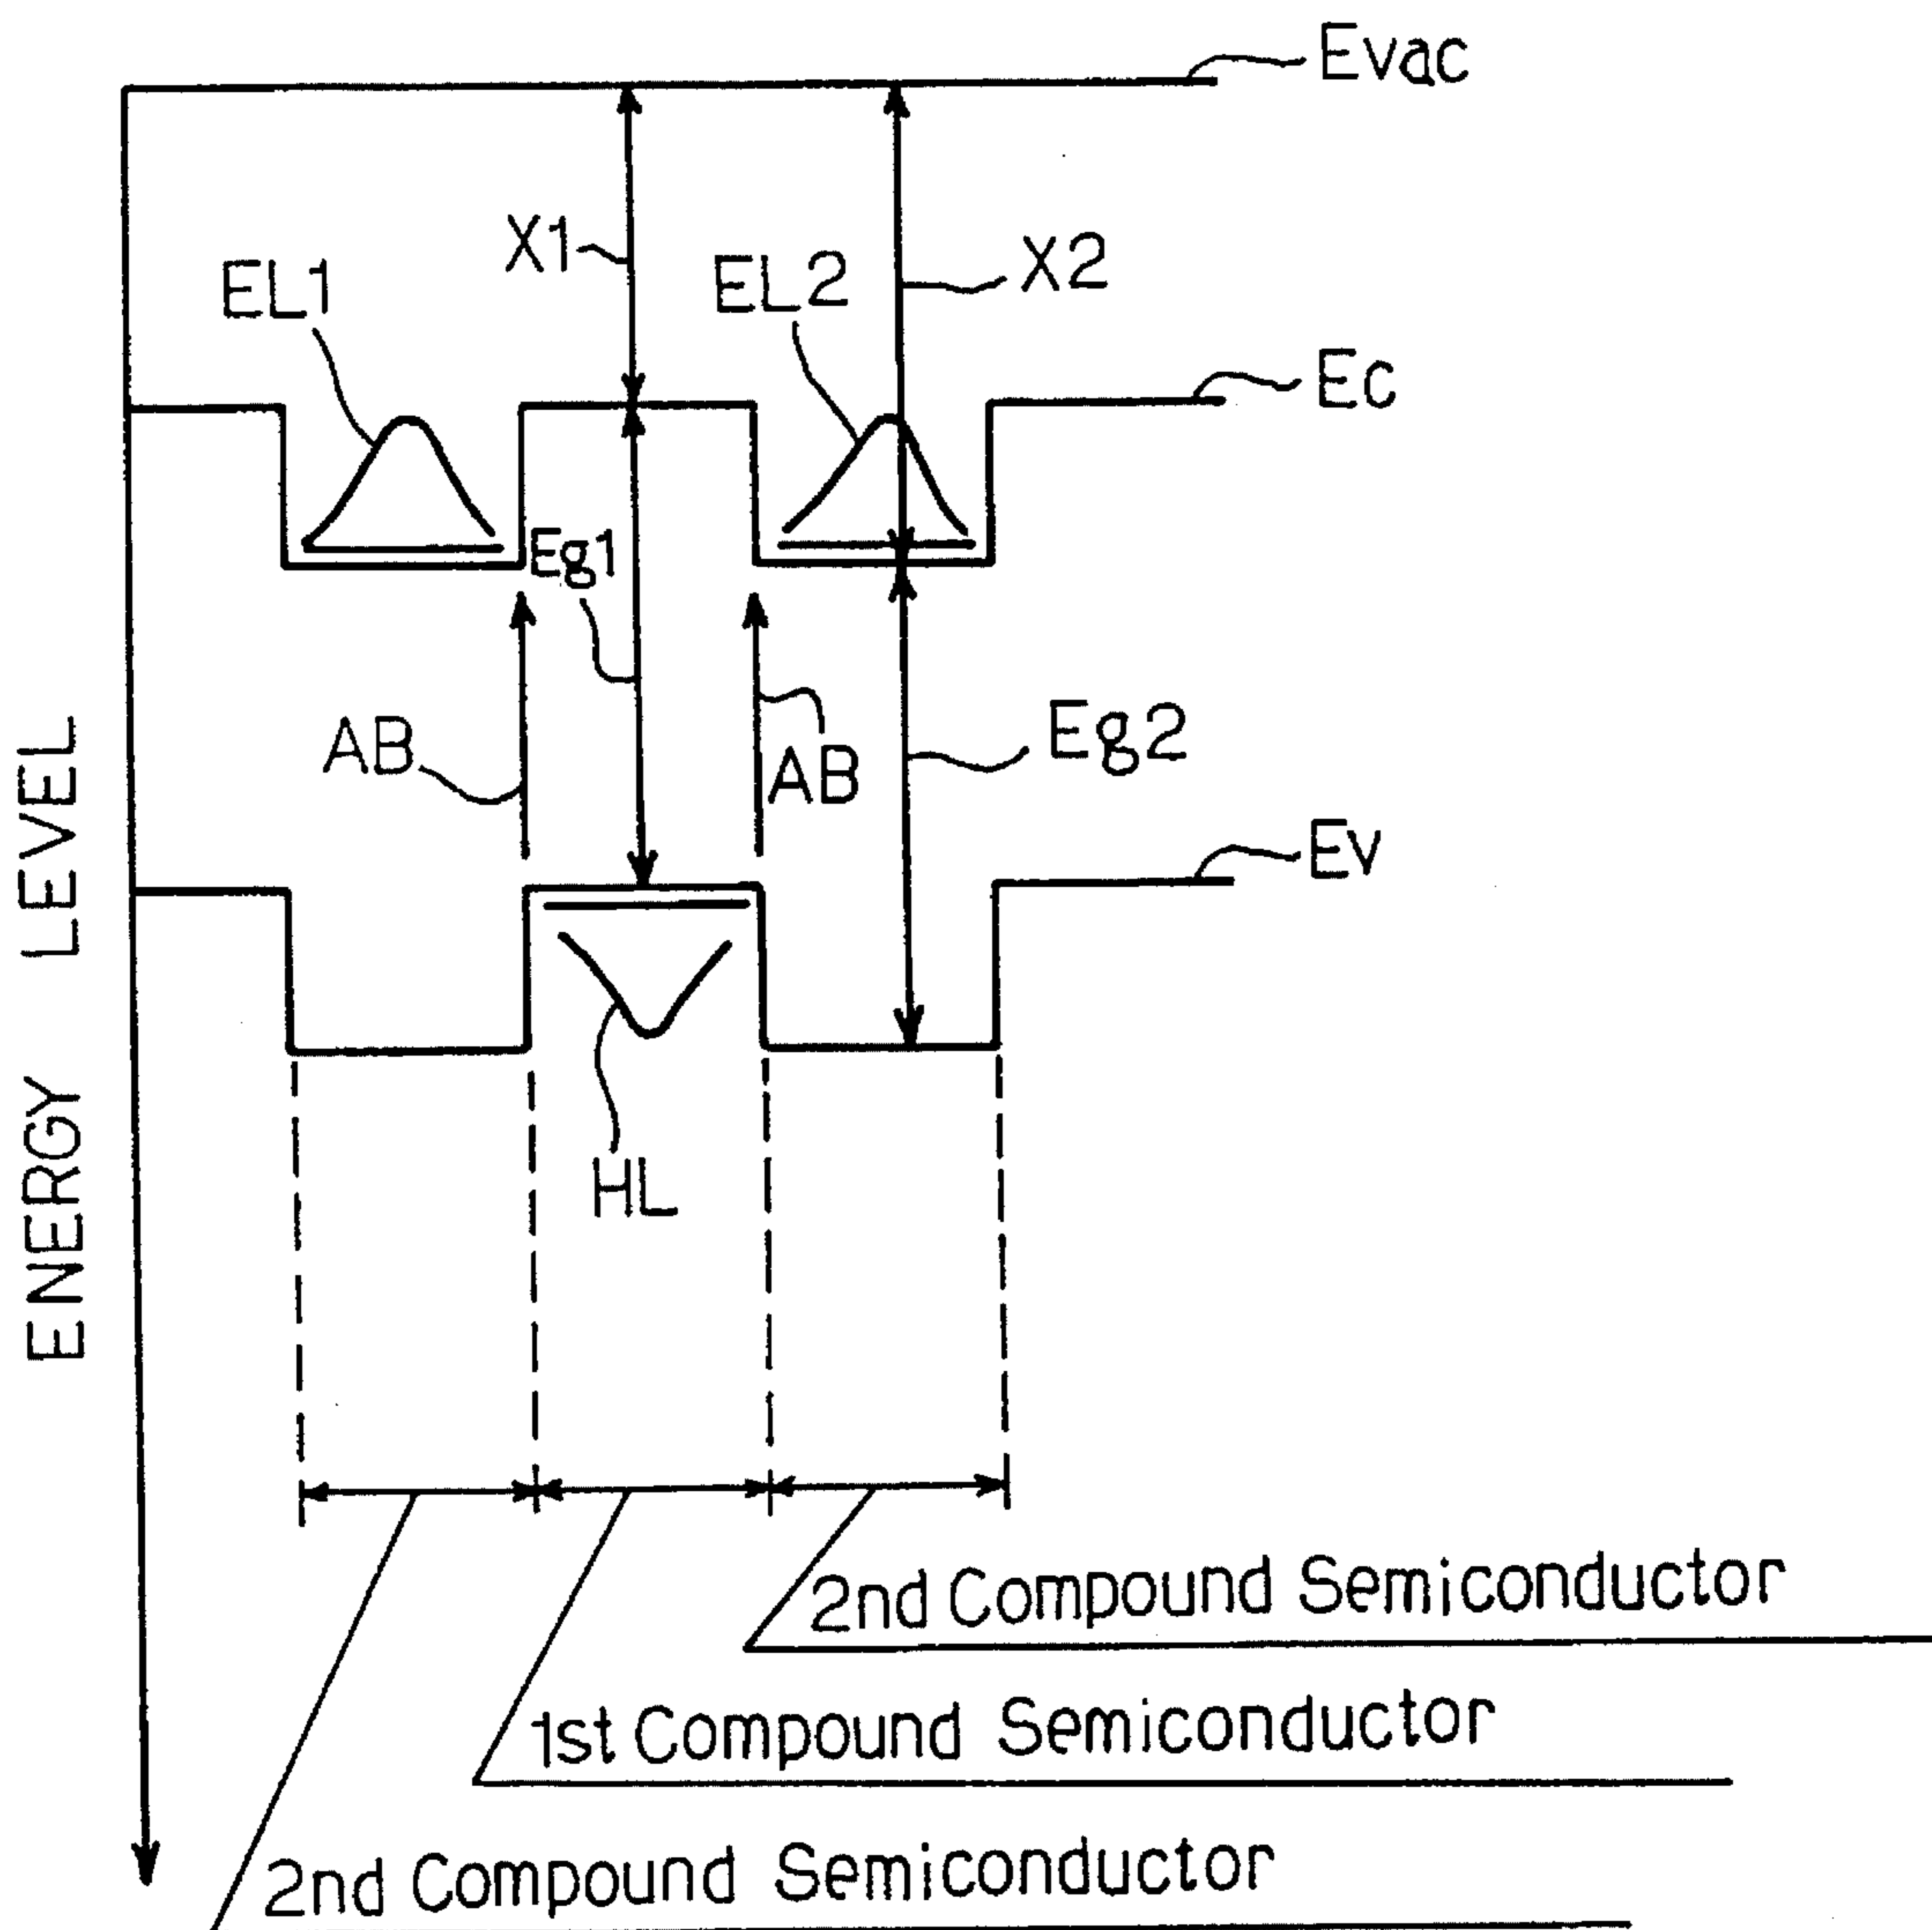 Evac
X1
EL1
EL2
X2
Ec
Eg1
AB
AB
Eg2
Ev
HL
ENERGY LEVEL
2nd Compound Semiconductor
1st Compound Semiconductor
2nd Compound Semiconductor